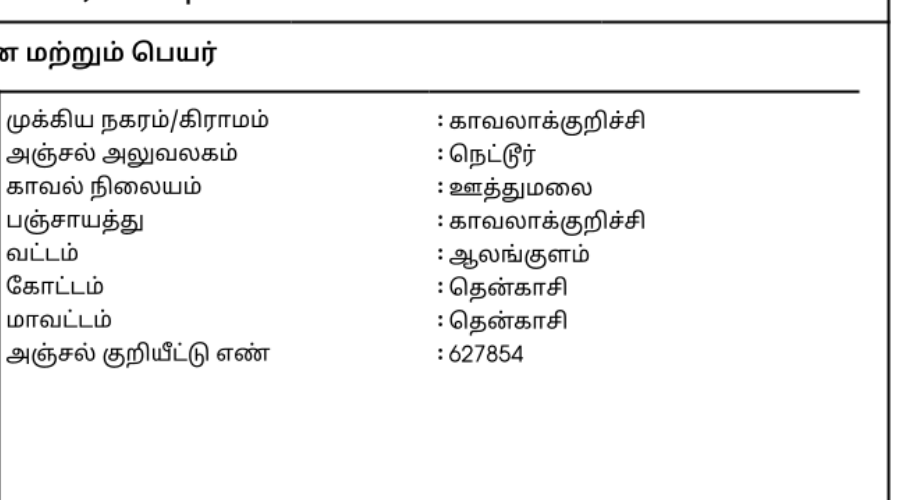 மற்றும் பெயர்
முக்கிய நகரம்/கிராமம் : காவலாக்குறிச்சி
அஞ்சல் அலுவலகம் : நெட்டூர்
காவல் நிலையம் : ஊத்துமலை
பஞ்சாயத்து : காவலாக்குறிச்சி
வட்டம் : ஆலங்குளம்
கோட்டம் : தென்காசி
மாவட்டம் : தென்காசி
அஞ்சல் குறியீட்டு எண் : 627854